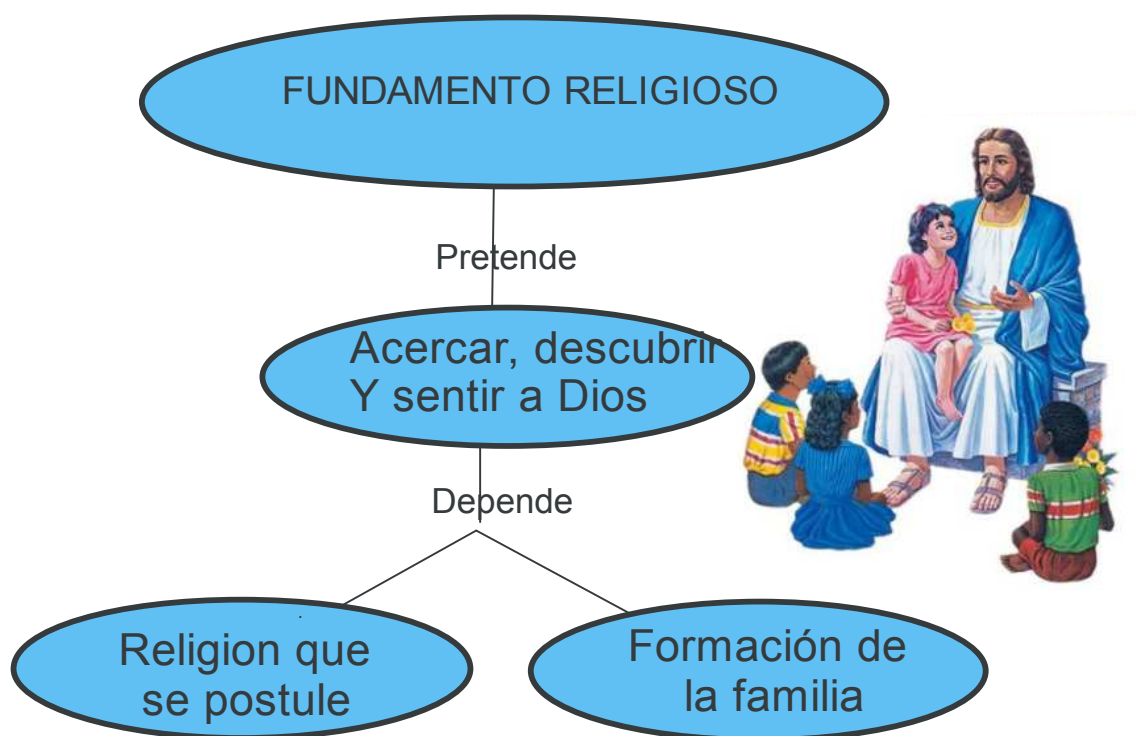 FUNDAMENTO RELIGIOSO
Pretende
Acercar, descubrir
Y sentir a Dios
Depende
Religion que
se postule
Formación de
la familia